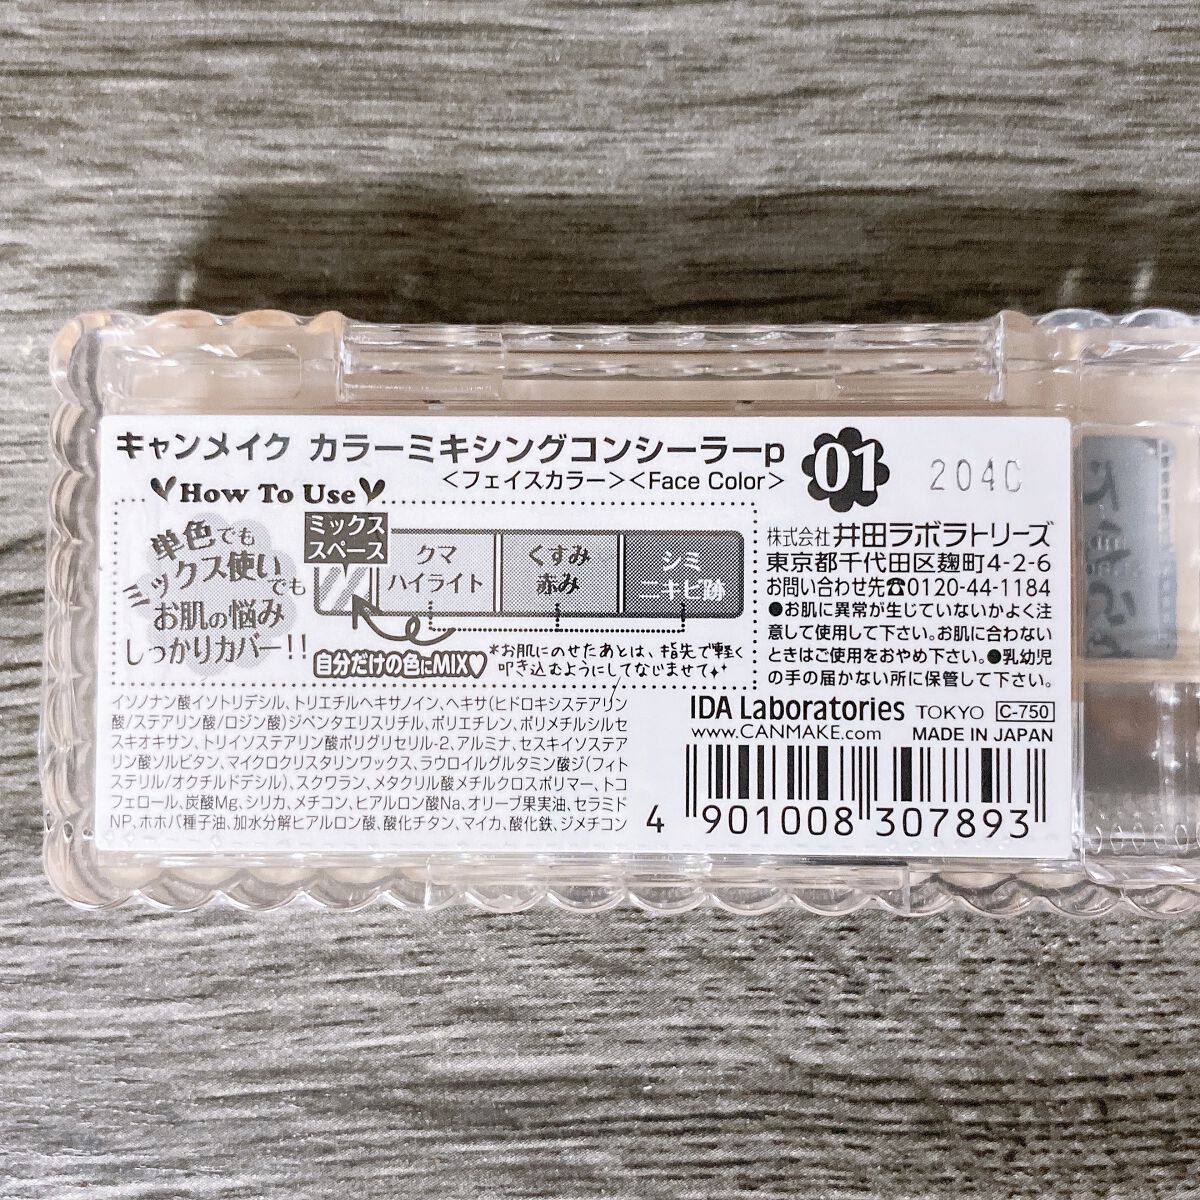 キャンメイク カラーミキシングコンシーラーp
<フェイスカラー><Face Color>
01
204C
How To Use
単色でも
ミックス使いでも
お肌の悩み
しっかりカバー!!
ミックス
スペース
クマ
ハイライト
くすみ
赤み
シミ
ニキビ跡
自分だけの色にMIX♥
*お肌にのせたあとは、指先で軽く
叩き込むようにしてなじませて
イソノナン酸イソトリデシル、トリエチルヘキサノイン、ヘキサ(ヒドロキシステアリン
酸/ステアリン酸/ロジン酸)ジペンタエリスリチル、ポリエチレン、ポリメチルシルセ
スキオキサン、トリイソステアリン酸ポリグリセリル-2、アルミナ、セスキイソステア
リン酸ソルビタン、マイクロクリスタリンワックス、ラウロイルグルタミン酸ジ(フィト
ステリル/オクチルドデシル)、スクワラン、メタクリル酸メチルクロスポリマー、トコ
フェロール、炭酸Mg、シリカ、メチコン、ヒアルロン酸Na、オリーブ果実油、セラミド
NP、ホホバ種子油、加水分解ヒアルロン酸、酸化チタン、マイカ、酸化鉄、ジメチコン
株式会社 井田ラボラトリーズ
東京都千代田区麹町4-2-6
お問い合わせ先☎0120-44-1184
●お肌に異常が生じていないかよく注
意して使用して下さい。お肌に合わない
ときはご使用をおやめ下さい。●乳幼児
の手の届かない所に保管して下さい。
IDA Laboratories TOKYO C-750
www.CANMAKE.com MADE IN JAPAN
4 901008 307893